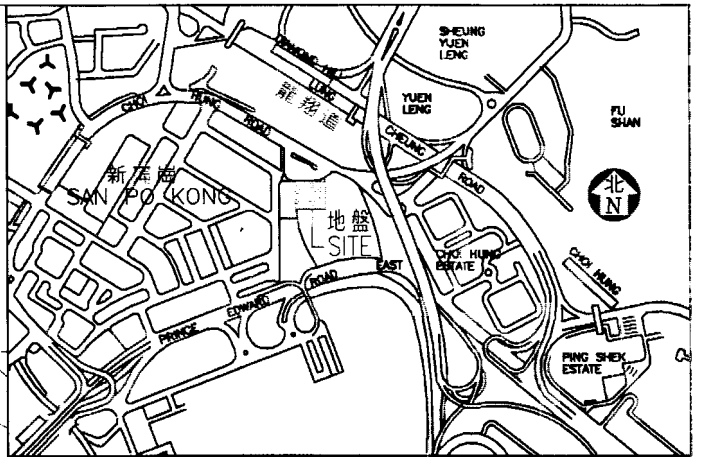 SHEUNG
YUEN
LENG
YUEN
LENG
FU
SHAN
CHOI HUNG ROAD
龍翔道
LUNG CHEUNG ROAD
北
N
新蒲崗
SAN PO KONG
地盤
SITE
CHOI HUNG
ESTATE
CHOI HUNG
PRINCE EDWARD ROAD EAST
PING SHEK
ESTATE